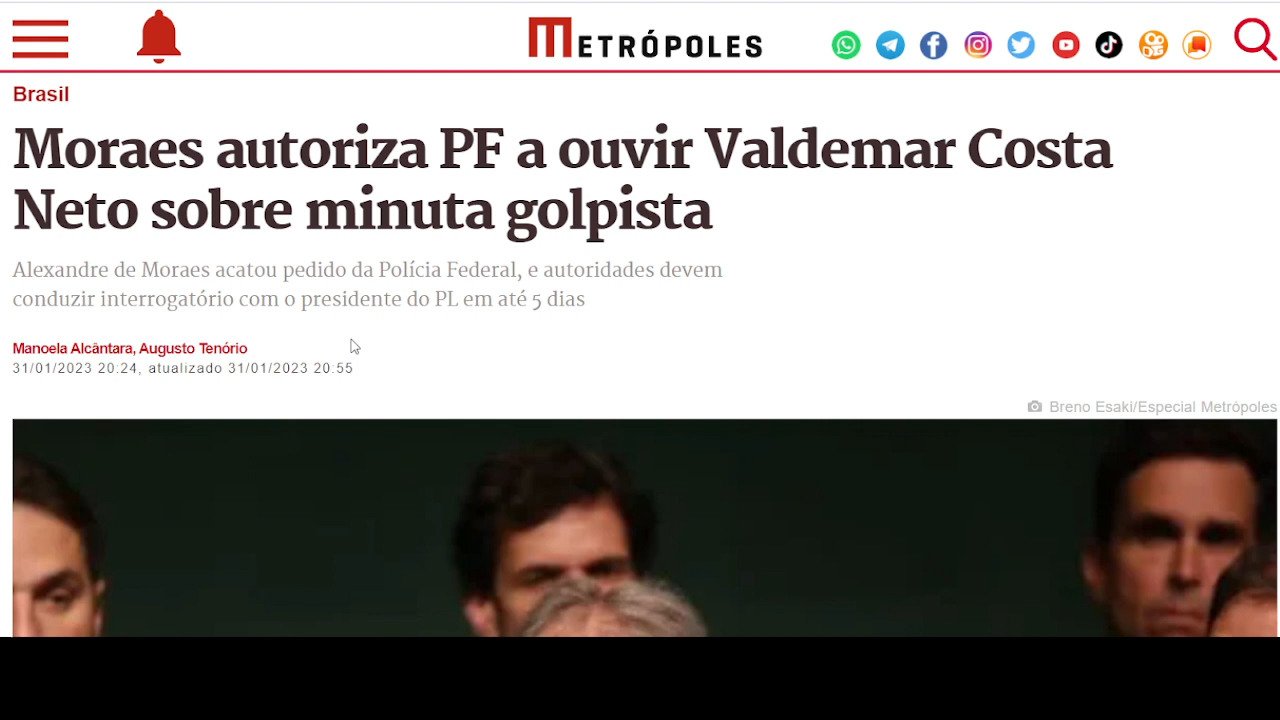 METRÓPOLES
Brasil
Moraes autoriza PF a ouvir Valdemar Costa
Neto sobre minuta golpista
Alexandre de Moraes acatou pedido da Polícia Federal, e autoridades devem
conduzir interrogatório com o presidente do PL em até 5 dias
Manoela Alcântara, Augusto Tenório
31/01/2023 20:24, atualizado 31/01/2023 20:55
Breno Esaki/Especial Metrópoles